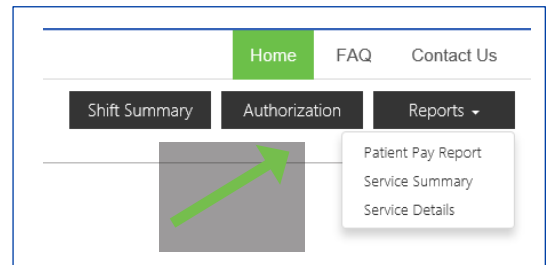 Home FAQ Contact Us
Shift Summary Authorization Reports
Patient Pay Report
Service Summary
Service Details